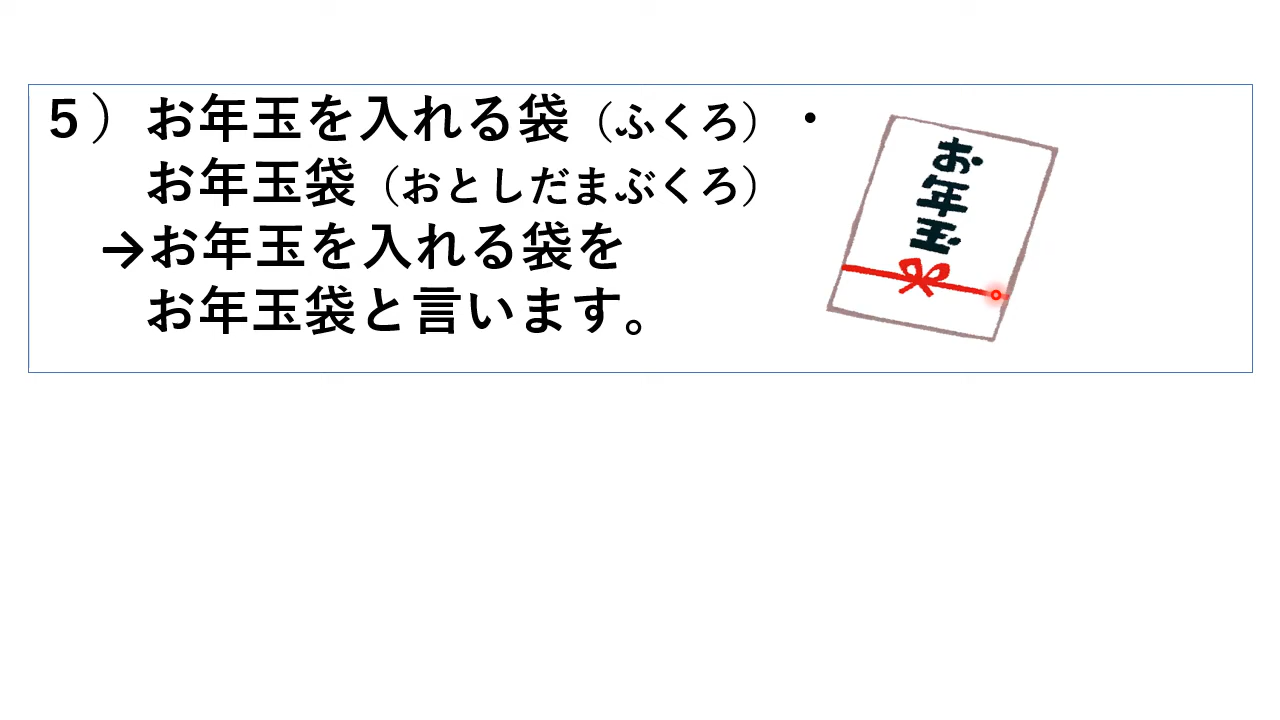 ５）お年玉を入れる袋（ふくろ）・
お年玉袋（おとしだまぶくろ）
→お年玉を入れる袋を
お年玉袋と言います。
お年玉